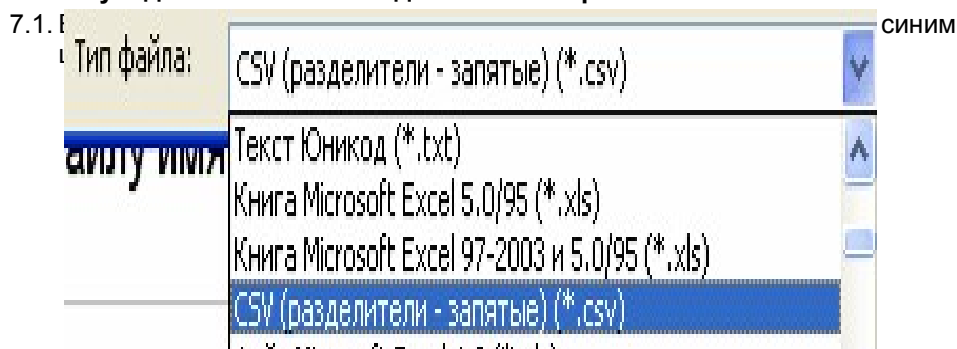 7.1. синим
Тип файла: CSV (разделители - запятые) (*.csv)
Текст Юникод (*.txt)
айлу имя
Книга Microsoft Excel 5.0/95 (*.xls)
Книга Microsoft Excel 97-2003 и 5.0/95 (*.xls)
CSV (разделители - запятые) (*.csv)